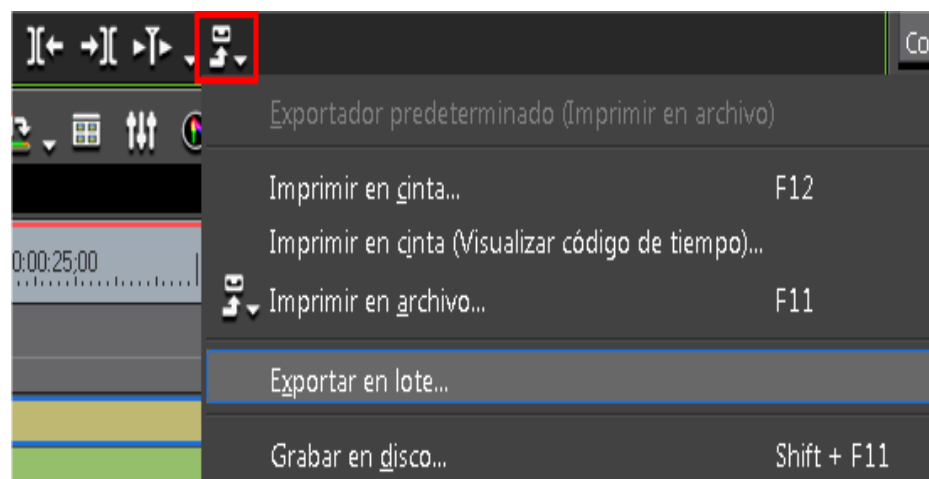 Co
Exportador predeterminado (Imprimir en archivo)
Imprimir en cinta... F12
Imprimir en cinta (Visualizar código de tiempo)...
0:00:25;00
Imprimir en archivo... F11
Exportar en lote...
Grabar en disco... Shift + F11